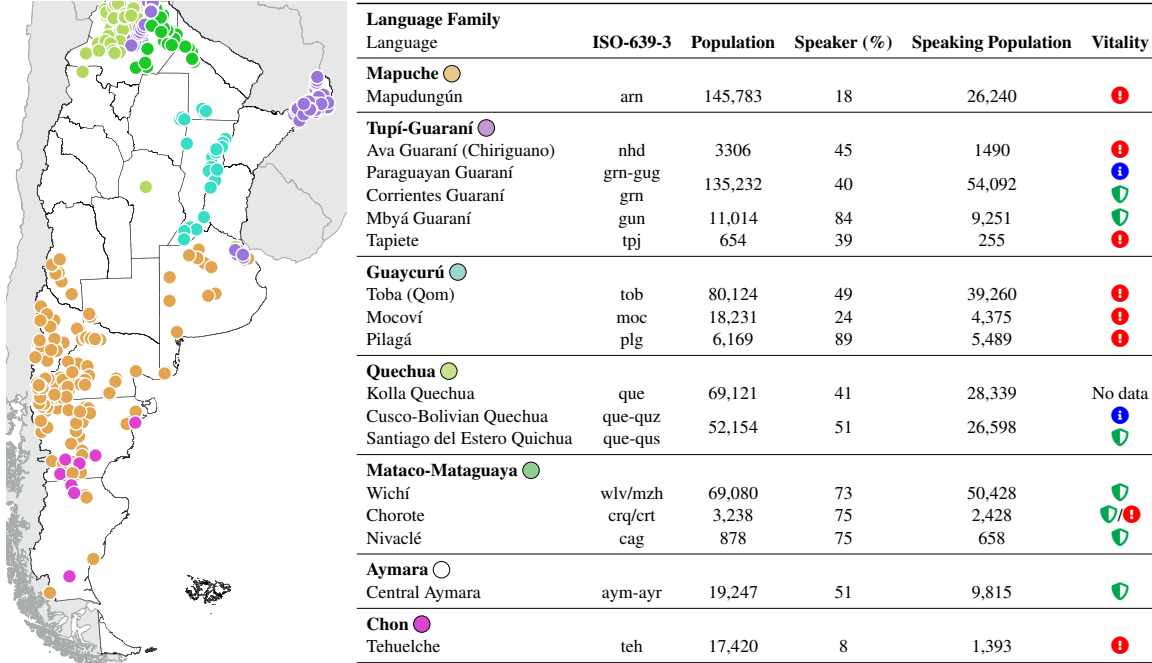 Language Family
Language ISO-639-3 Population Speaker (%) Speaking Population Vitality
Mapuche
Mapudungún arn 145,783 18 26,240
Tupí-Guaraní
Ava Guaraní (Chiriguano) nhd 3306 45 1490
Paraguayan Guaraní grn-gug
135,232 40 54,092
Corrientes Guaraní grn
Mbyá Guaraní gun 11,014 84 9,251
Tapiete tpj 654 39 255
Guaycurú
Toba (Qom) tob 80,124 49 39,260
Mocoví moc 18,231 24 4,375
Pilagá plg 6,169 89 5,489
Quechua
Kolla Quechua que 69,121 41 28,339 No data
Cusco-Bolivian Quechua que-quz
52,154 51 26,598
Santiago del Estero Quichua que-qus
Mataco-Mataguaya
Wichí wlv/mzh 69,080 73 50,428
Chorote crq/crt 3,238 75 2,428 /
Nivaclé cag 878 75 658
Aymara
Central Aymara aym-ayr 19,247 51 9,815
Chon
Tehuelche teh 17,420 8 1,393